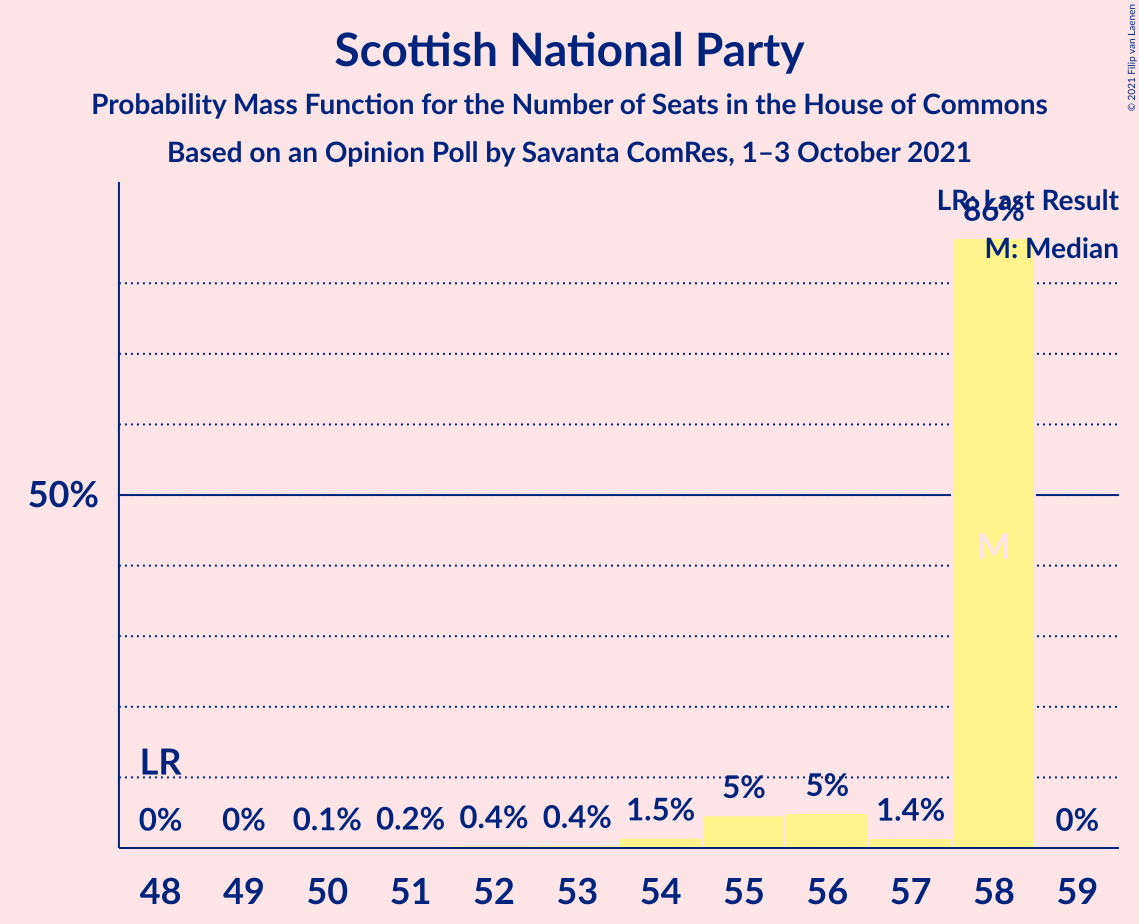 Scottish National Party
Probability Mass Function for the Number of Seats in the House of Commons
Based on an Opinion Poll by Savanta ComRes, 1–3 October 2021
© 2021 Filip van Laenen
LR: Last Result
86%
M: Median
50%
M
LR
0% 0% 0.1% 0.2% 0.4% 0.4% 1.5% 5% 5% 1.4% 0%
48 49 50 51 52 53 54 55 56 57 58 59